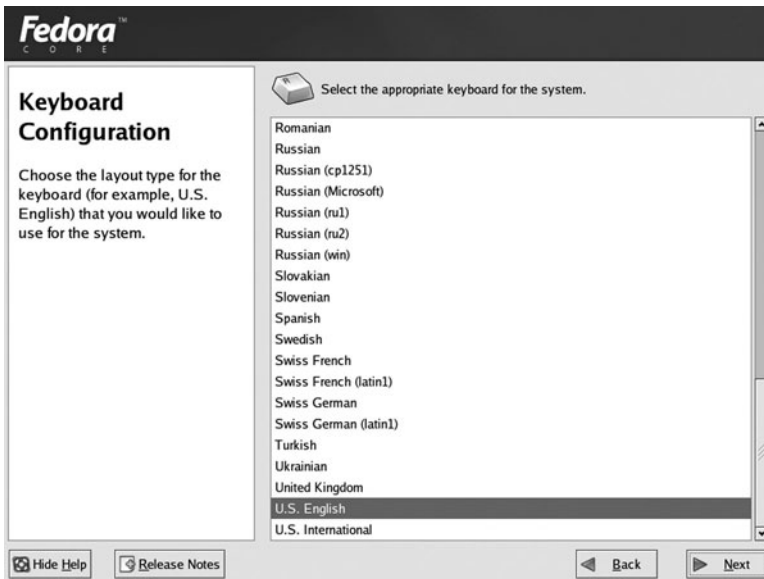 Fedora™
CORE
Keyboard
Configuration
Choose the layout type for the
keyboard (for example, U.S.
English) that you would like to
use for the system.
Select the appropriate keyboard for the system.
Romanian
Russian
Russian (cp1251)
Russian (Microsoft)
Russian (ru1)
Russian (ru2)
Russian (win)
Slovakian
Slovenian
Spanish
Swedish
Swiss French
Swiss French (latin1)
Swiss German
Swiss German (latin1)
Turkish
Ukrainian
United Kingdom
U.S. English
U.S. International
Hide Help
Release Notes
Back
Next